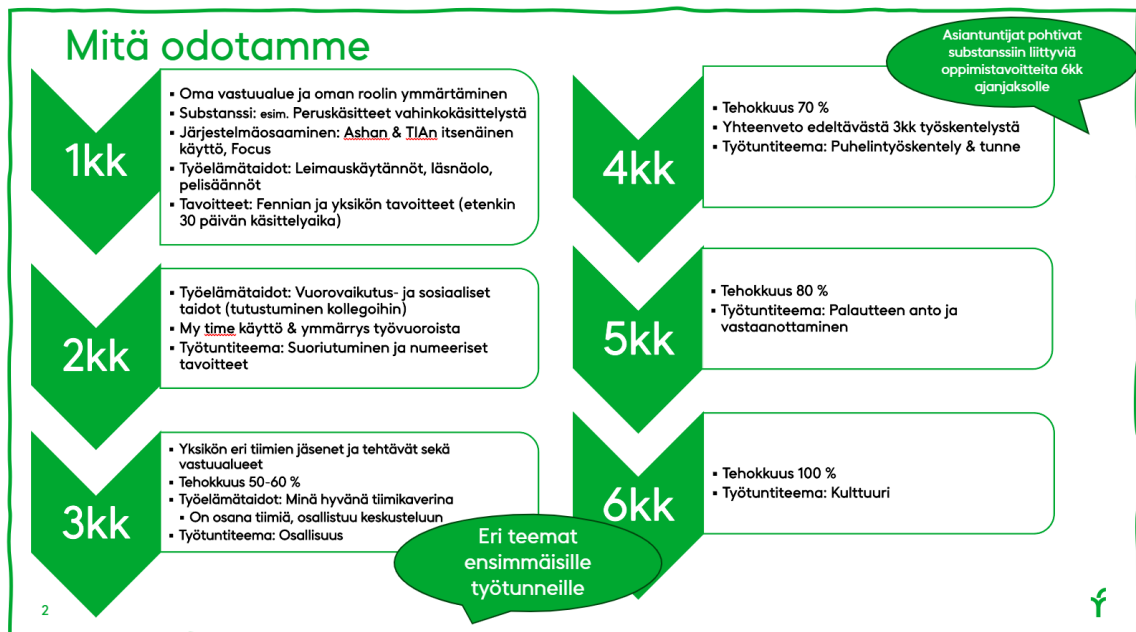 Mitä odotamme
1kk
▪ Oma vastuualue ja oman roolin ymmärtäminen
▪ Substanssi: esim. Peruskäsitteet vahinkokäsittelystä
▪ Järjestelmäosaaminen: Ashan & TIAn itsenäinen
käyttö, Focus
▪ Työelämätaidot: Leimauskäytännöt, läsnäolo,
pelisäännöt
▪ Tavoitteet: Fennian ja yksikön tavoitteet (etenkin
30 päivän käsittelyaika)
2kk
▪ Työelämätaidot: Vuorovaikutus- ja sosiaaliset
taidot (tutustuminen kollegoihin)
▪ My time käyttö & ymmärrys työvuoroista
▪ Työtuntiteema: Suoriutuminen ja numeeriset
tavoitteet
3kk
▪ Yksikön eri tiimien jäsenet ja tehtävät sekä
vastuualueet
▪ Tehokkuus 50-60 %
▪ Työelämätaidot: Minä hyvänä tiimikaverina
▪ On osana tiimiä, osallistuu keskusteluun
▪ Työtuntiteema: Osallisuus
Eri teemat
ensimmäisille
työtunneille
Asiantuntijat pohtivat
substanssiin liittyviä
oppimistavoitteita 6kk
ajanjaksolle
4kk
▪ Tehokkuus 70 %
▪ Yhteenveto edeltävästä 3kk työskentelystä
▪ Työtuntiteema: Puhelintyöskentely & tunne
5kk
▪ Tehokkuus 80 %
▪ Työtuntiteema: Palautteen anto ja
vastaanottaminen
6kk
▪ Tehokkuus 100 %
▪ Työtuntiteema: Kulttuuri
2